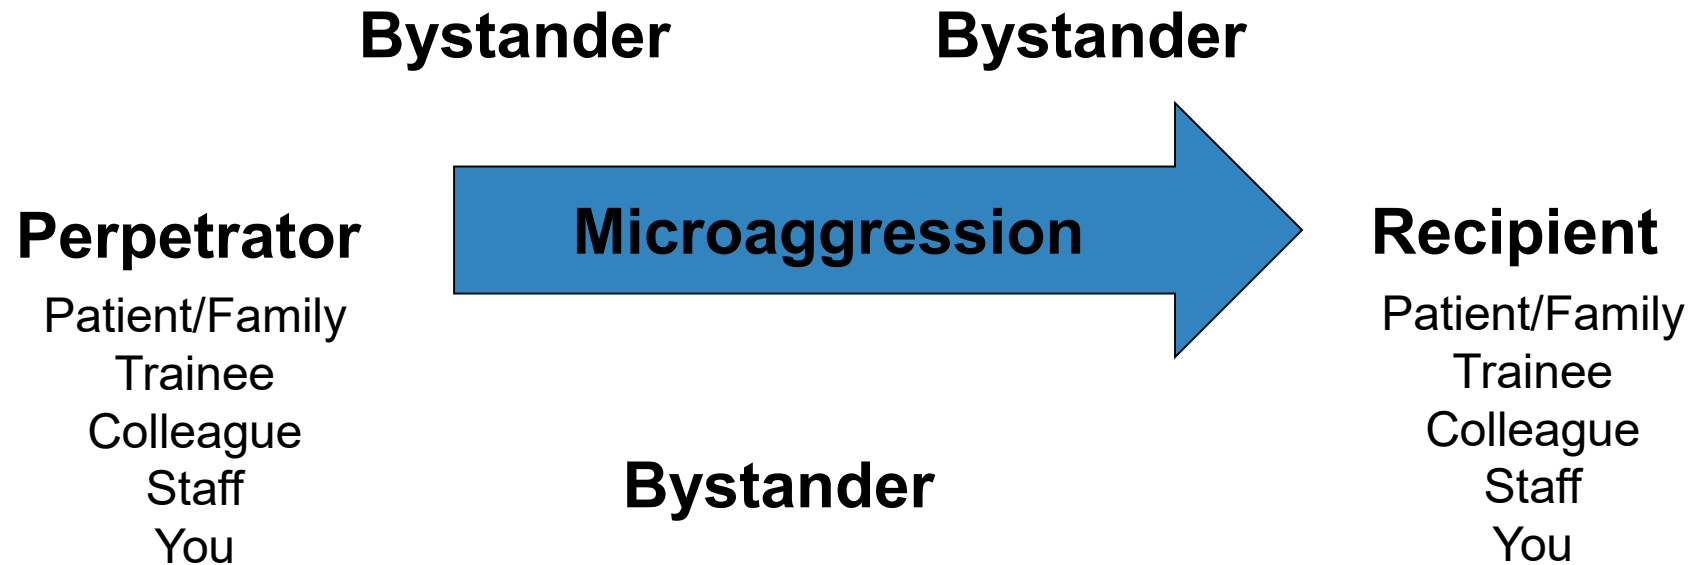 Bystander
Bystander
Perpetrator
Microaggression
Recipient
Patient/Family
Trainee
Colleague
Staff
You
Patient/Family
Trainee
Colleague
Staff
You
Bystander